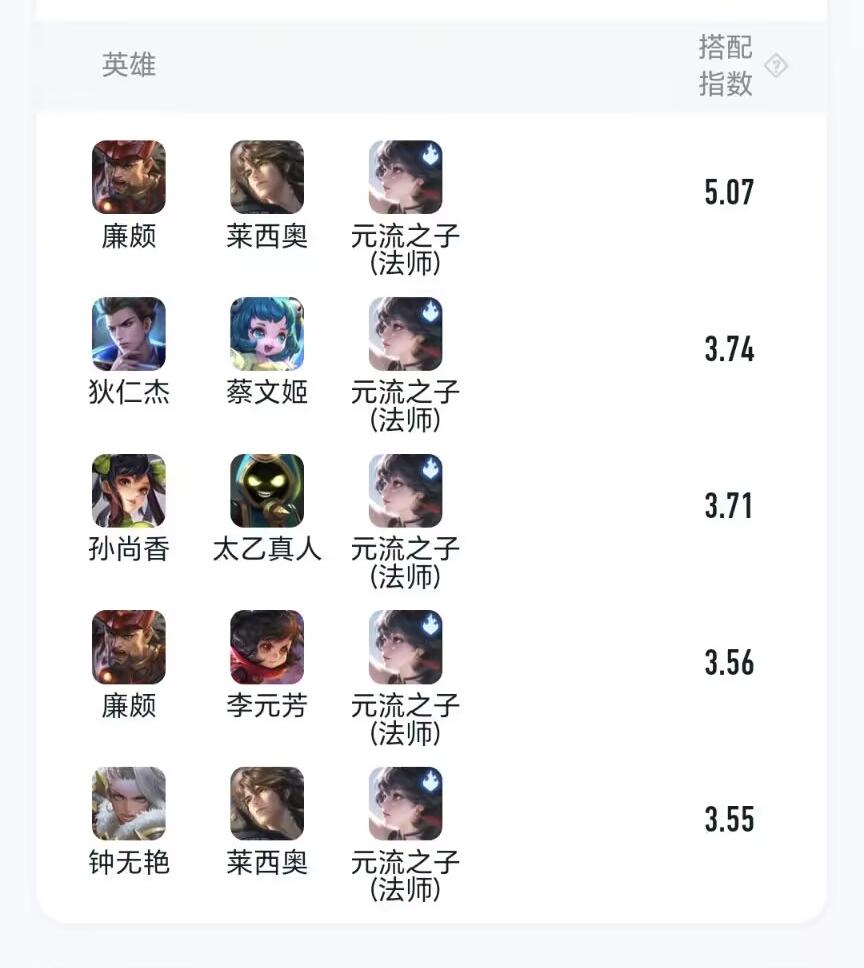 英雄
搭配
指数
廉颇 莱西奥 元流之子
(法师)
5.07
狄仁杰 蔡文姬 元流之子
(法师)
3.74
孙尚香 太乙真人 元流之子
(法师)
3.71
廉颇 李元芳 元流之子
(法师)
3.56
钟无艳 莱西奥 元流之子
(法师)
3.55